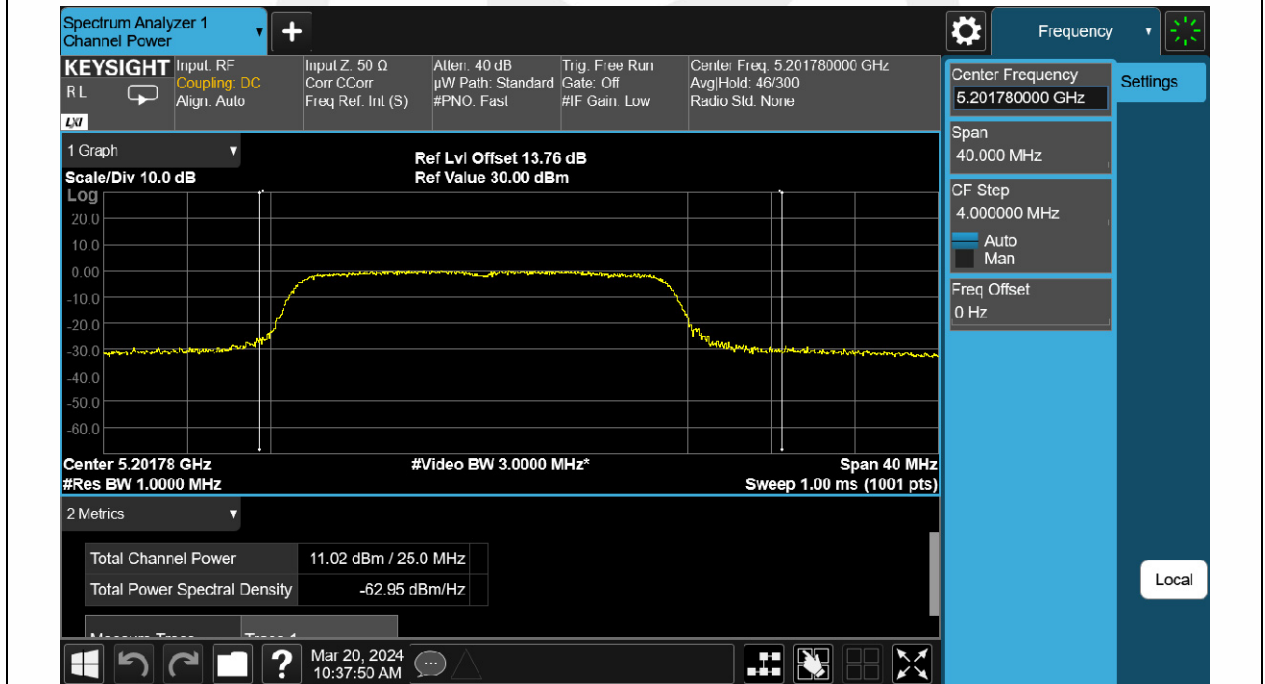 Spectrum Analyzer 1
Channel Power
Frequency
KEYSIGHT
RL
LXI
Input: RF
Coupling: DC
Align: Auto
Input Z: 50 Ω
Corr CCorr
Freq Ref: Int (S)
Atten: 40 dB
µW Path: Standard
#PNO: Fast
Trig: Free Run
Gate: Off
#IF Gain: Low
Center Freq: 5.201780000 GHz
Avg|Hold: 46/300
Radio Std: None
1 Graph
Scale/Div 10.0 dB
Ref Lvl Offset 13.76 dB
Ref Value 30.00 dBm
Log
20.0
10.0
0.00
-10.0
-20.0
-30.0
-40.0
-50.0
-60.0
Center 5.20178 GHz
#Video BW 3.0000 MHz*
Span 40 MHz
#Res BW 1.0000 MHz
Sweep 1.00 ms (1001 pts)
2 Metrics
Total Channel Power 11.02 dBm / 25.0 MHz
Total Power Spectral Density -62.95 dBm/Hz
Center Frequency
5.201780000 GHz
Settings
Span
40.000 MHz
CF Step
4.000000 MHz
Auto
Man
Freq Offset
0 Hz
Local
?
Mar 20, 2024
10:37:50 AM